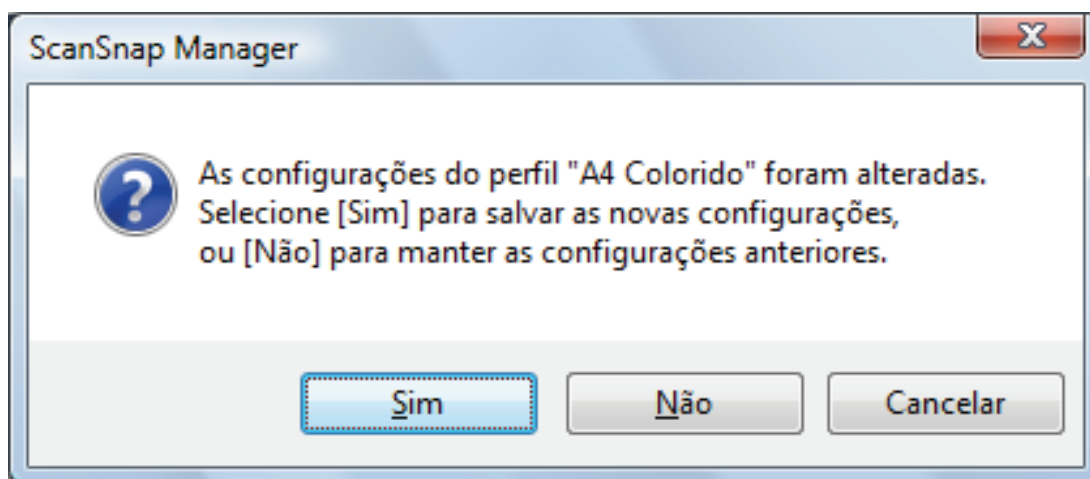 ScanSnap Manager
As configurações do perfil "A4 Colorido" foram alteradas.
Selecione [Sim] para salvar as novas configurações,
ou [Não] para manter as configurações anteriores.
Sim Não Cancelar